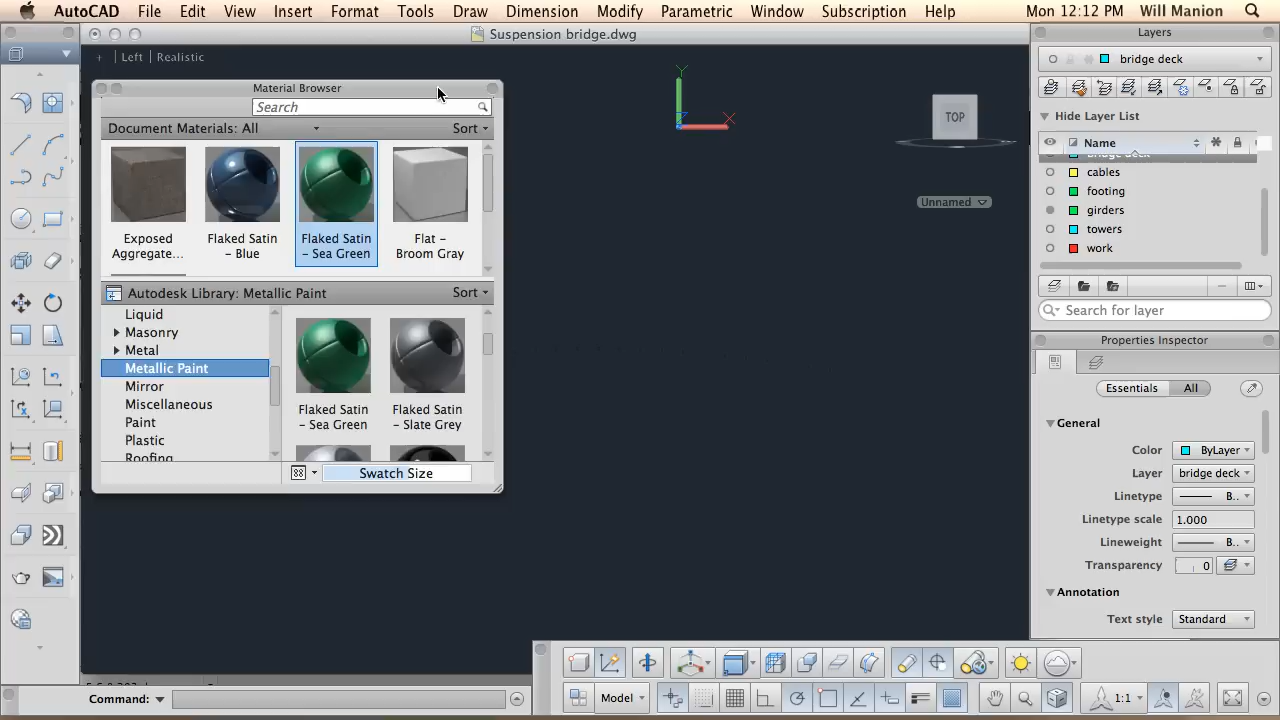 AutoCAD File Edit View Insert Format Tools Draw Dimension Modify Parametric Window Subscription Help Mon 12:12 PM Will Manion
Suspension bridge.dwg
+ Left Realistic
Material Browser
Search
Document Materials: All Sort
Exposed Aggregate...
Flaked Satin - Blue
Flaked Satin - Sea Green
Flat - Broom Gray
Autodesk Library: Metallic Paint Sort
Liquid
Masonry
Metal
Metallic Paint
Mirror
Miscellaneous
Paint
Plastic
Roofing
Flaked Satin - Sea Green
Flaked Satin - Slate Grey
Swatch Size
Y
X
TOP
Unnamed
Layers
bridge deck
Hide Layer List
Name
bridge deck
cables
footing
girders
towers
work
Search for layer
Properties Inspector
Essentials All
General
Color ByLayer
Layer bridge deck
Linetype B..
Linetype scale 1.000
Lineweight B..
Transparency 0
Annotation
Text style Standard
Model 1:1
Command: